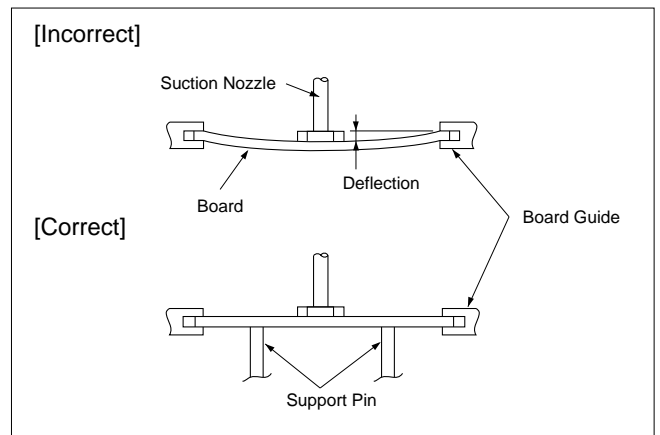 [Incorrect]
Suction Nozzle
Deflection
Board
Board Guide
[Correct]
Support Pin